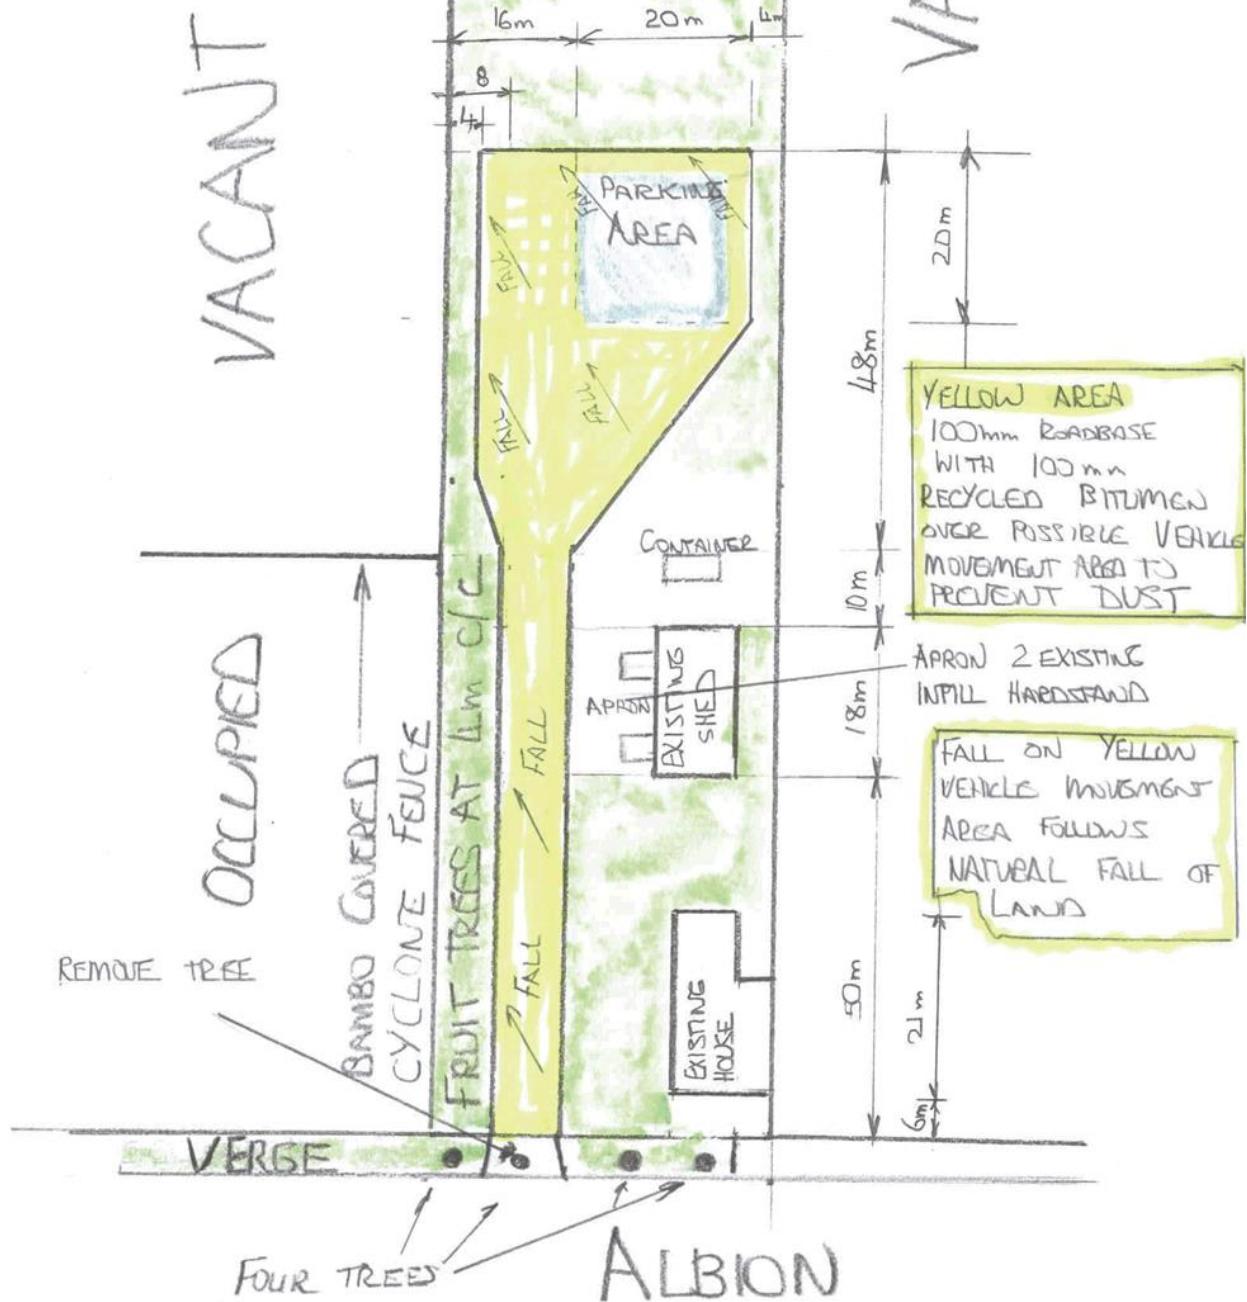 16m
20m
4m
VACANT
VA
8
4
FALL
FALL
PARKING
AREA
FALL
FALL
FALL
FALL
20m
48m
YELLOW AREA
100mm ROADBASE
WITH 100mm
RECYCLED BITUMEN
OVER POSSIBLE VEHICLE
MOVEMENT AREA TO
PREVENT DUST
CONTAINER
10m
OCCUPIED
BAMBO COVERED
CYCLONE FENCE
FRUIT TREES AT 4m C/C
APRON
EXISTING
SHED
18m
APRON 2 EXISTING
INFILL HARDSTAND
FALL
FALL ON YELLOW
VEHICLE MOVEMENT
AREA FOLLOWS
NATURAL FALL OF
LAND
REMOVE TREE
FALL
EXISTING
HOUSE
50m
21m
6m
VERGE
FOUR TREES
ALBION